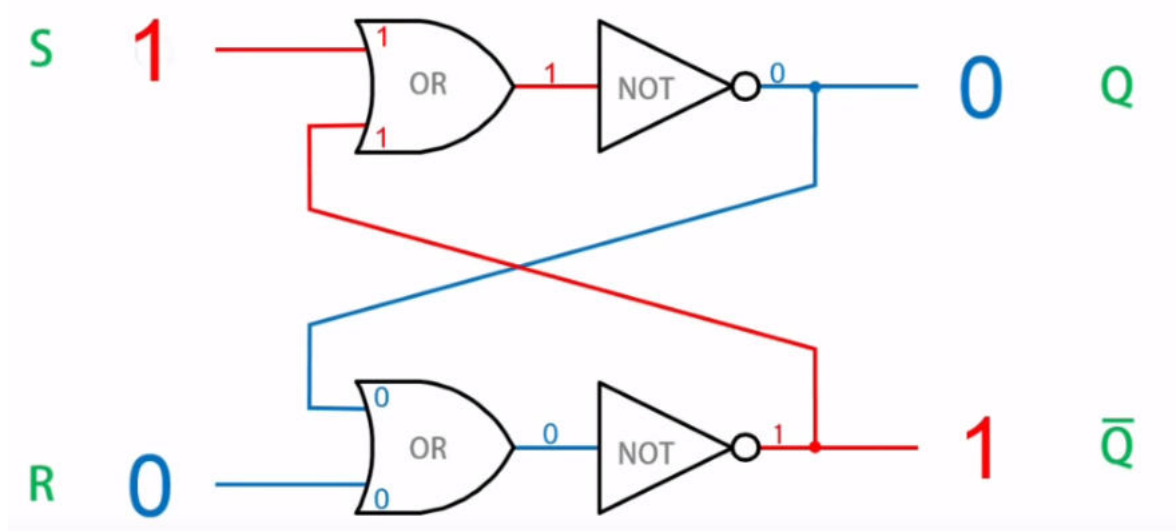 S 1 1 OR 1 NOT 0 0 Q
1
0 OR 0 NOT 1 1 Q̅
R 0 0